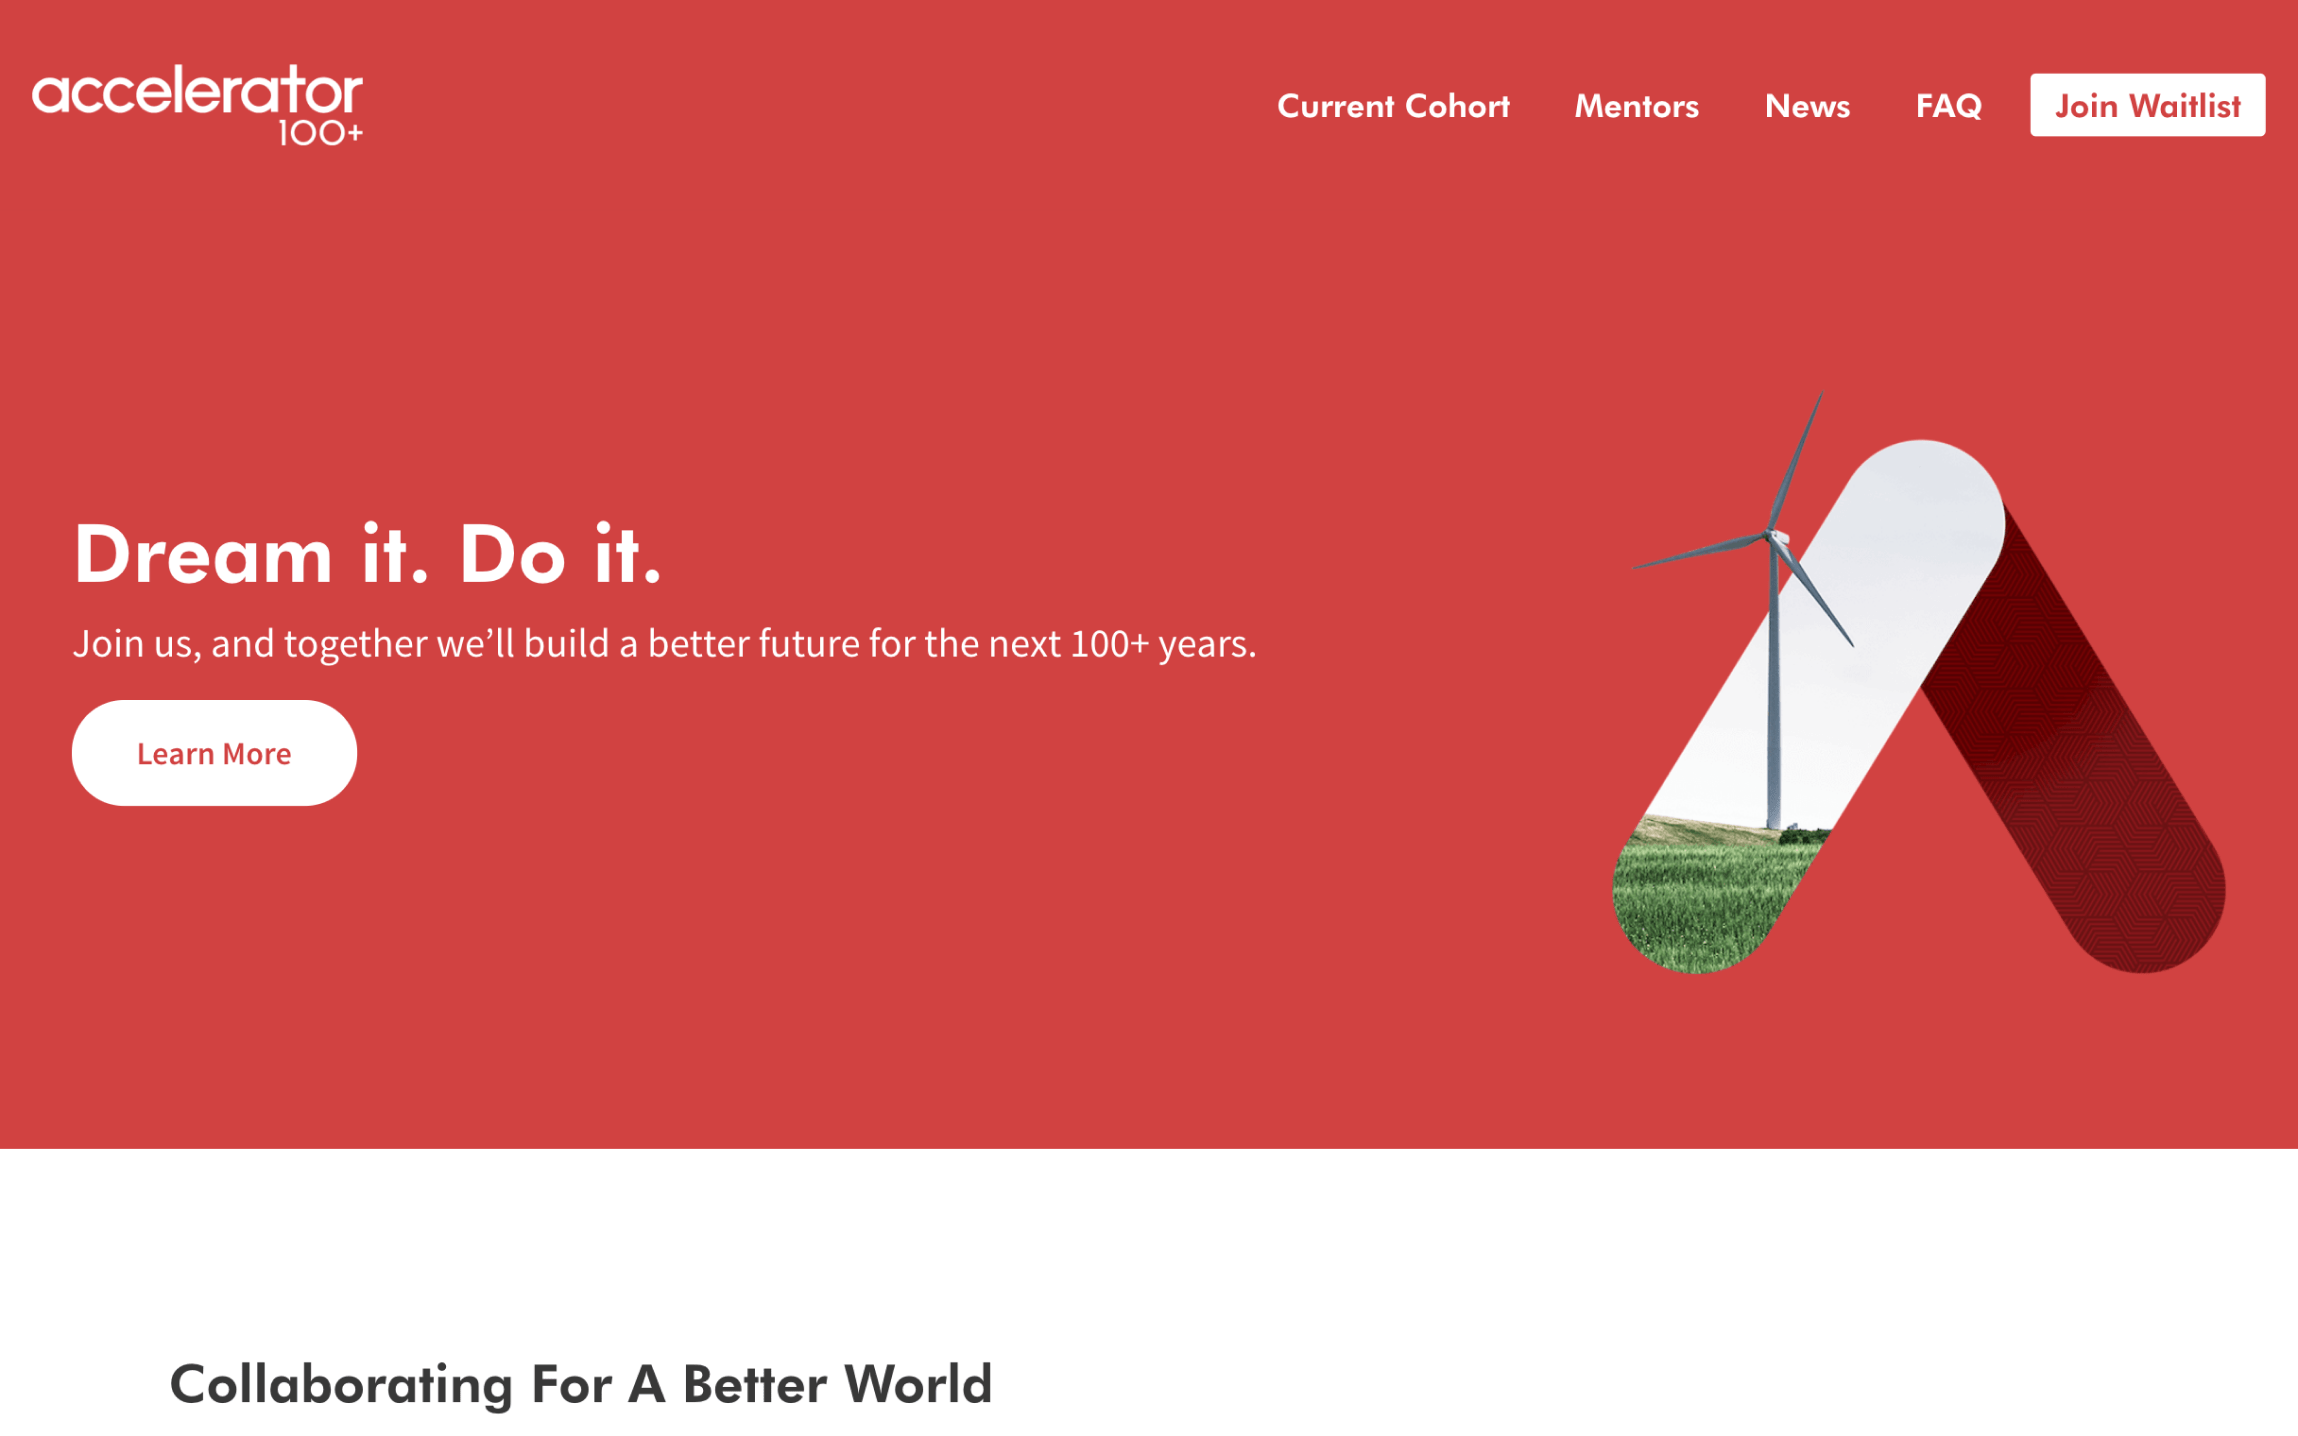 accelerator
100+
Current Cohort
Mentors
News
FAQ
Join Waitlist
Dream it. Do it.
Join us, and together we’ll build a better future for the next 100+ years.
Learn More
Collaborating For A Better World